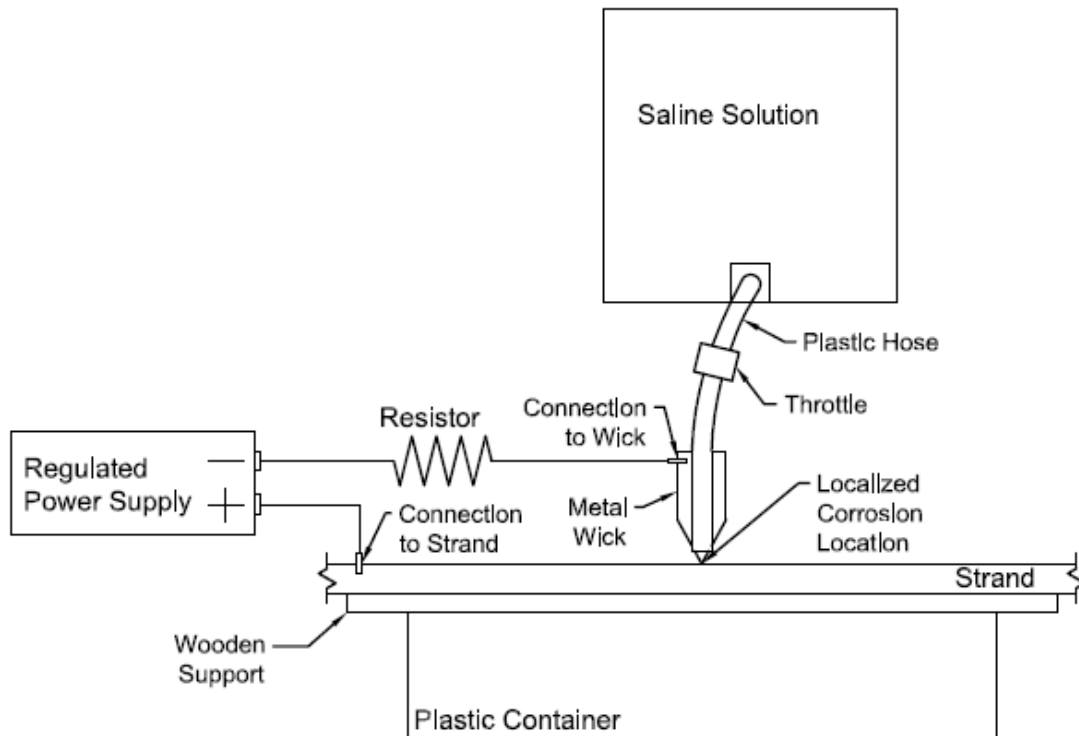 Saline Solution
Plastic Hose
Throttle
Connection
to Wick
Resistor
Regulated
Power Supply
− 
+
Metal
Wick
Localized
Corrosion
Location
Connection
to Strand
Strand
Wooden
Support
Plastic Container